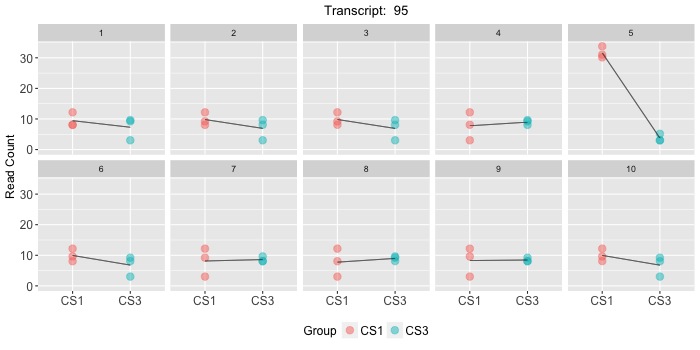 Transcript: 95
1 2 3 4 5
30
20
10
0
Read Count
6 7 8 9 10
30
20
10
0
CS1 CS3 CS1 CS3 CS1 CS3 CS1 CS3 CS1 CS3
Group CS1 CS3